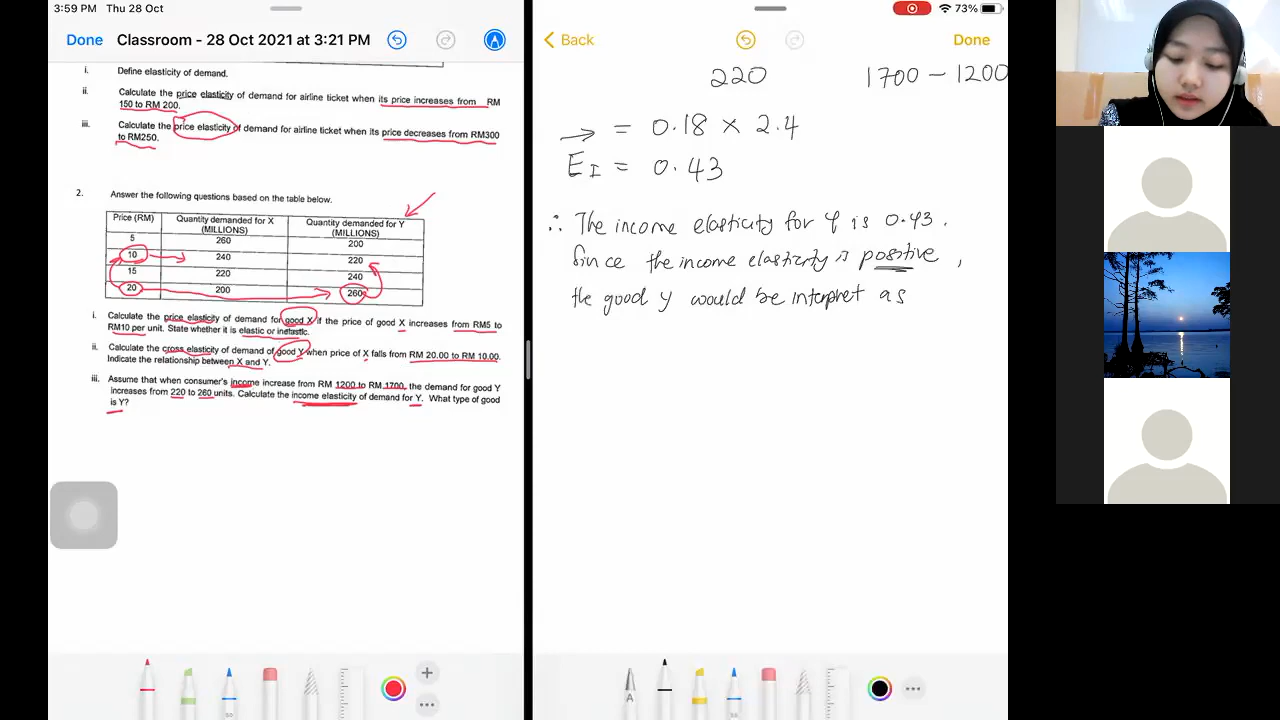 3:59 PM Thu 28 Oct
73%
Done Classroom - 28 Oct 2021 at 3:21 PM
Back Done
i. Define elasticity of demand.
ii. Calculate the price elasticity of demand for airline ticket when its price increases from RM
150 to RM 200.
iii. Calculate the price elasticity of demand for airline ticket when its price decreases from RM300
to RM250.
2. Answer the following questions based on the table below.
Price (RM) Quantity demanded for X (MILLIONS) Quantity demanded for Y (MILLIONS)
5 260 200
10 240 220
15 220 240
20 200 260
i. Calculate the price elasticity of demand for good X if the price of good X increases from RM5 to
RM10 per unit. State whether it is elastic or inelastic.
ii. Calculate the cross elasticity of demand of good Y when price of X falls from RM 20.00 to RM 10.00.
Indicate the relationship between X and Y.
iii. Assume that when consumer's income increase from RM 1200 to RM 1700, the demand for good Y
increases from 220 to 260 units. Calculate the income elasticity of demand for Y. What type of good
is Y?
220 1700 - 1200
= 0.18 × 2.4
EI = 0.43
∴ The income elasticity for Y is 0.43.
Since the income elasticity is positive,
the good y would be interpret as
A
50
50